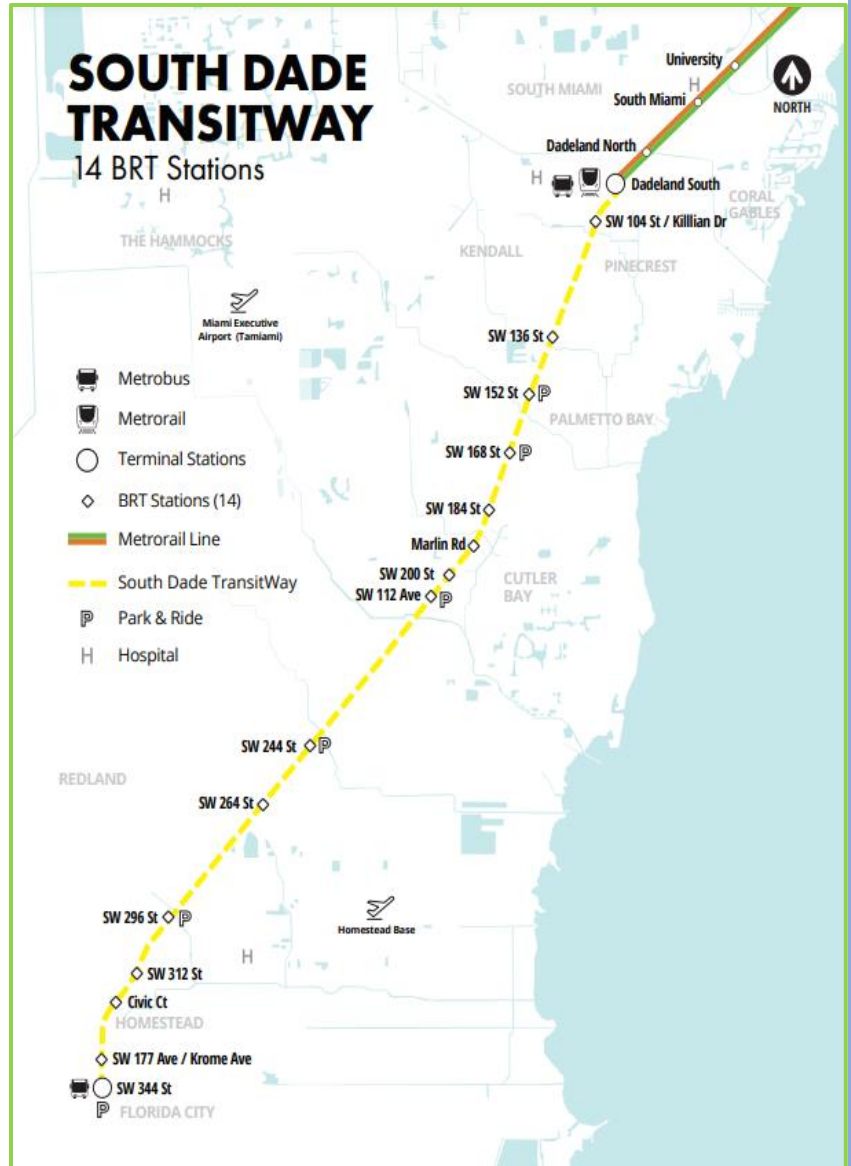 SOUTH DADE
TRANSITWAY
14 BRT Stations
University
H
SOUTH MIAMI
South Miami
NORTH
Dadeland North
H
Dadeland South
H
CORAL
GABLES
SW 104 St / Killlian Dr
THE HAMMOCKS
KENDALL
PINECREST
Miami Executive
Airport (Tamiami)
SW 136 St
Metrobus
SW 152 St
P
Metrorail
PALMETTO BAY
SW 168 St
P
Terminal Stations
BRT Stations (14)
SW 184 St
Metrorail Line
Marlin Rd
South Dade TransitWay
SW 200 St
CUTLER
BAY
SW 112 Ave
P
P
Park & Ride
H
Hospital
SW 244 St
P
REDLAND
SW 264 St
SW 296 St
P
Homestead Base
H
SW 312 St
Civic Ct
HOMESTEAD
SW 177 Ave / Krome Ave
SW 344 St
P
FLORIDA CITY